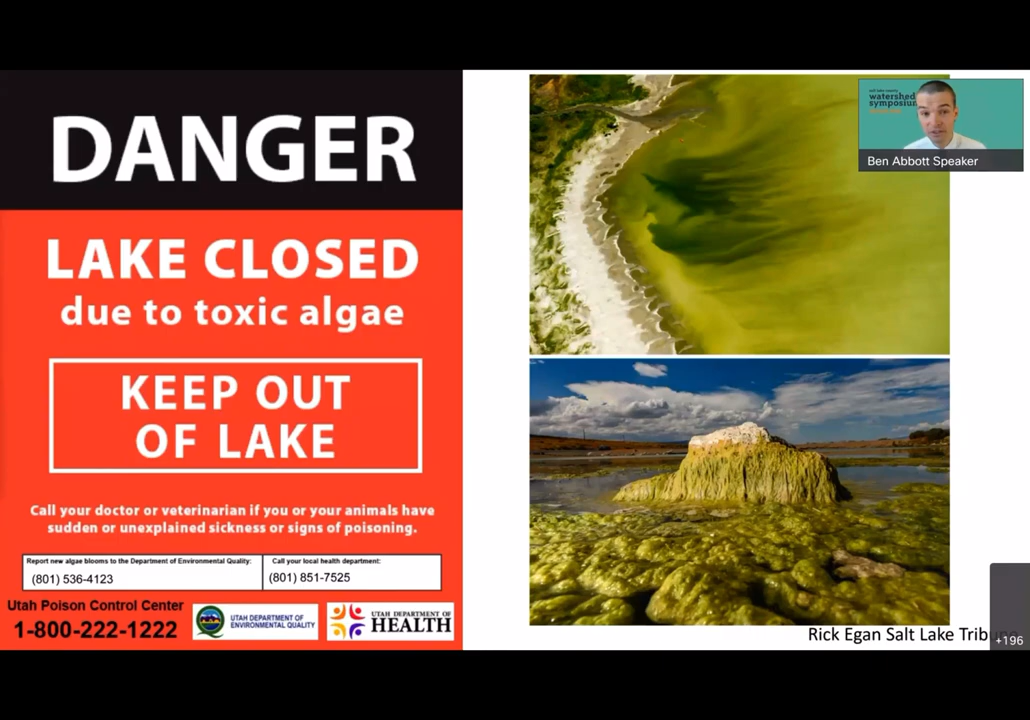 DANGER
LAKE CLOSED
due to toxic algae
KEEP OUT
OF LAKE
Call your doctor or veterinarian if you or your animals have
sudden or unexplained sickness or signs of poisoning.
Report new algae blooms to the Department of Environmental Quality:
(801) 536-4123
Call your local health department:
(801) 851-7525
Utah Poison Control Center
1-800-222-1222
UTAH DEPARTMENT of
ENVIRONMENTAL QUALITY
UTAH DEPARTMENT OF
HEALTH
salt lake county
watershed
symposium
Ben Abbott Speaker
Rick Egan Salt Lake Trib
+196